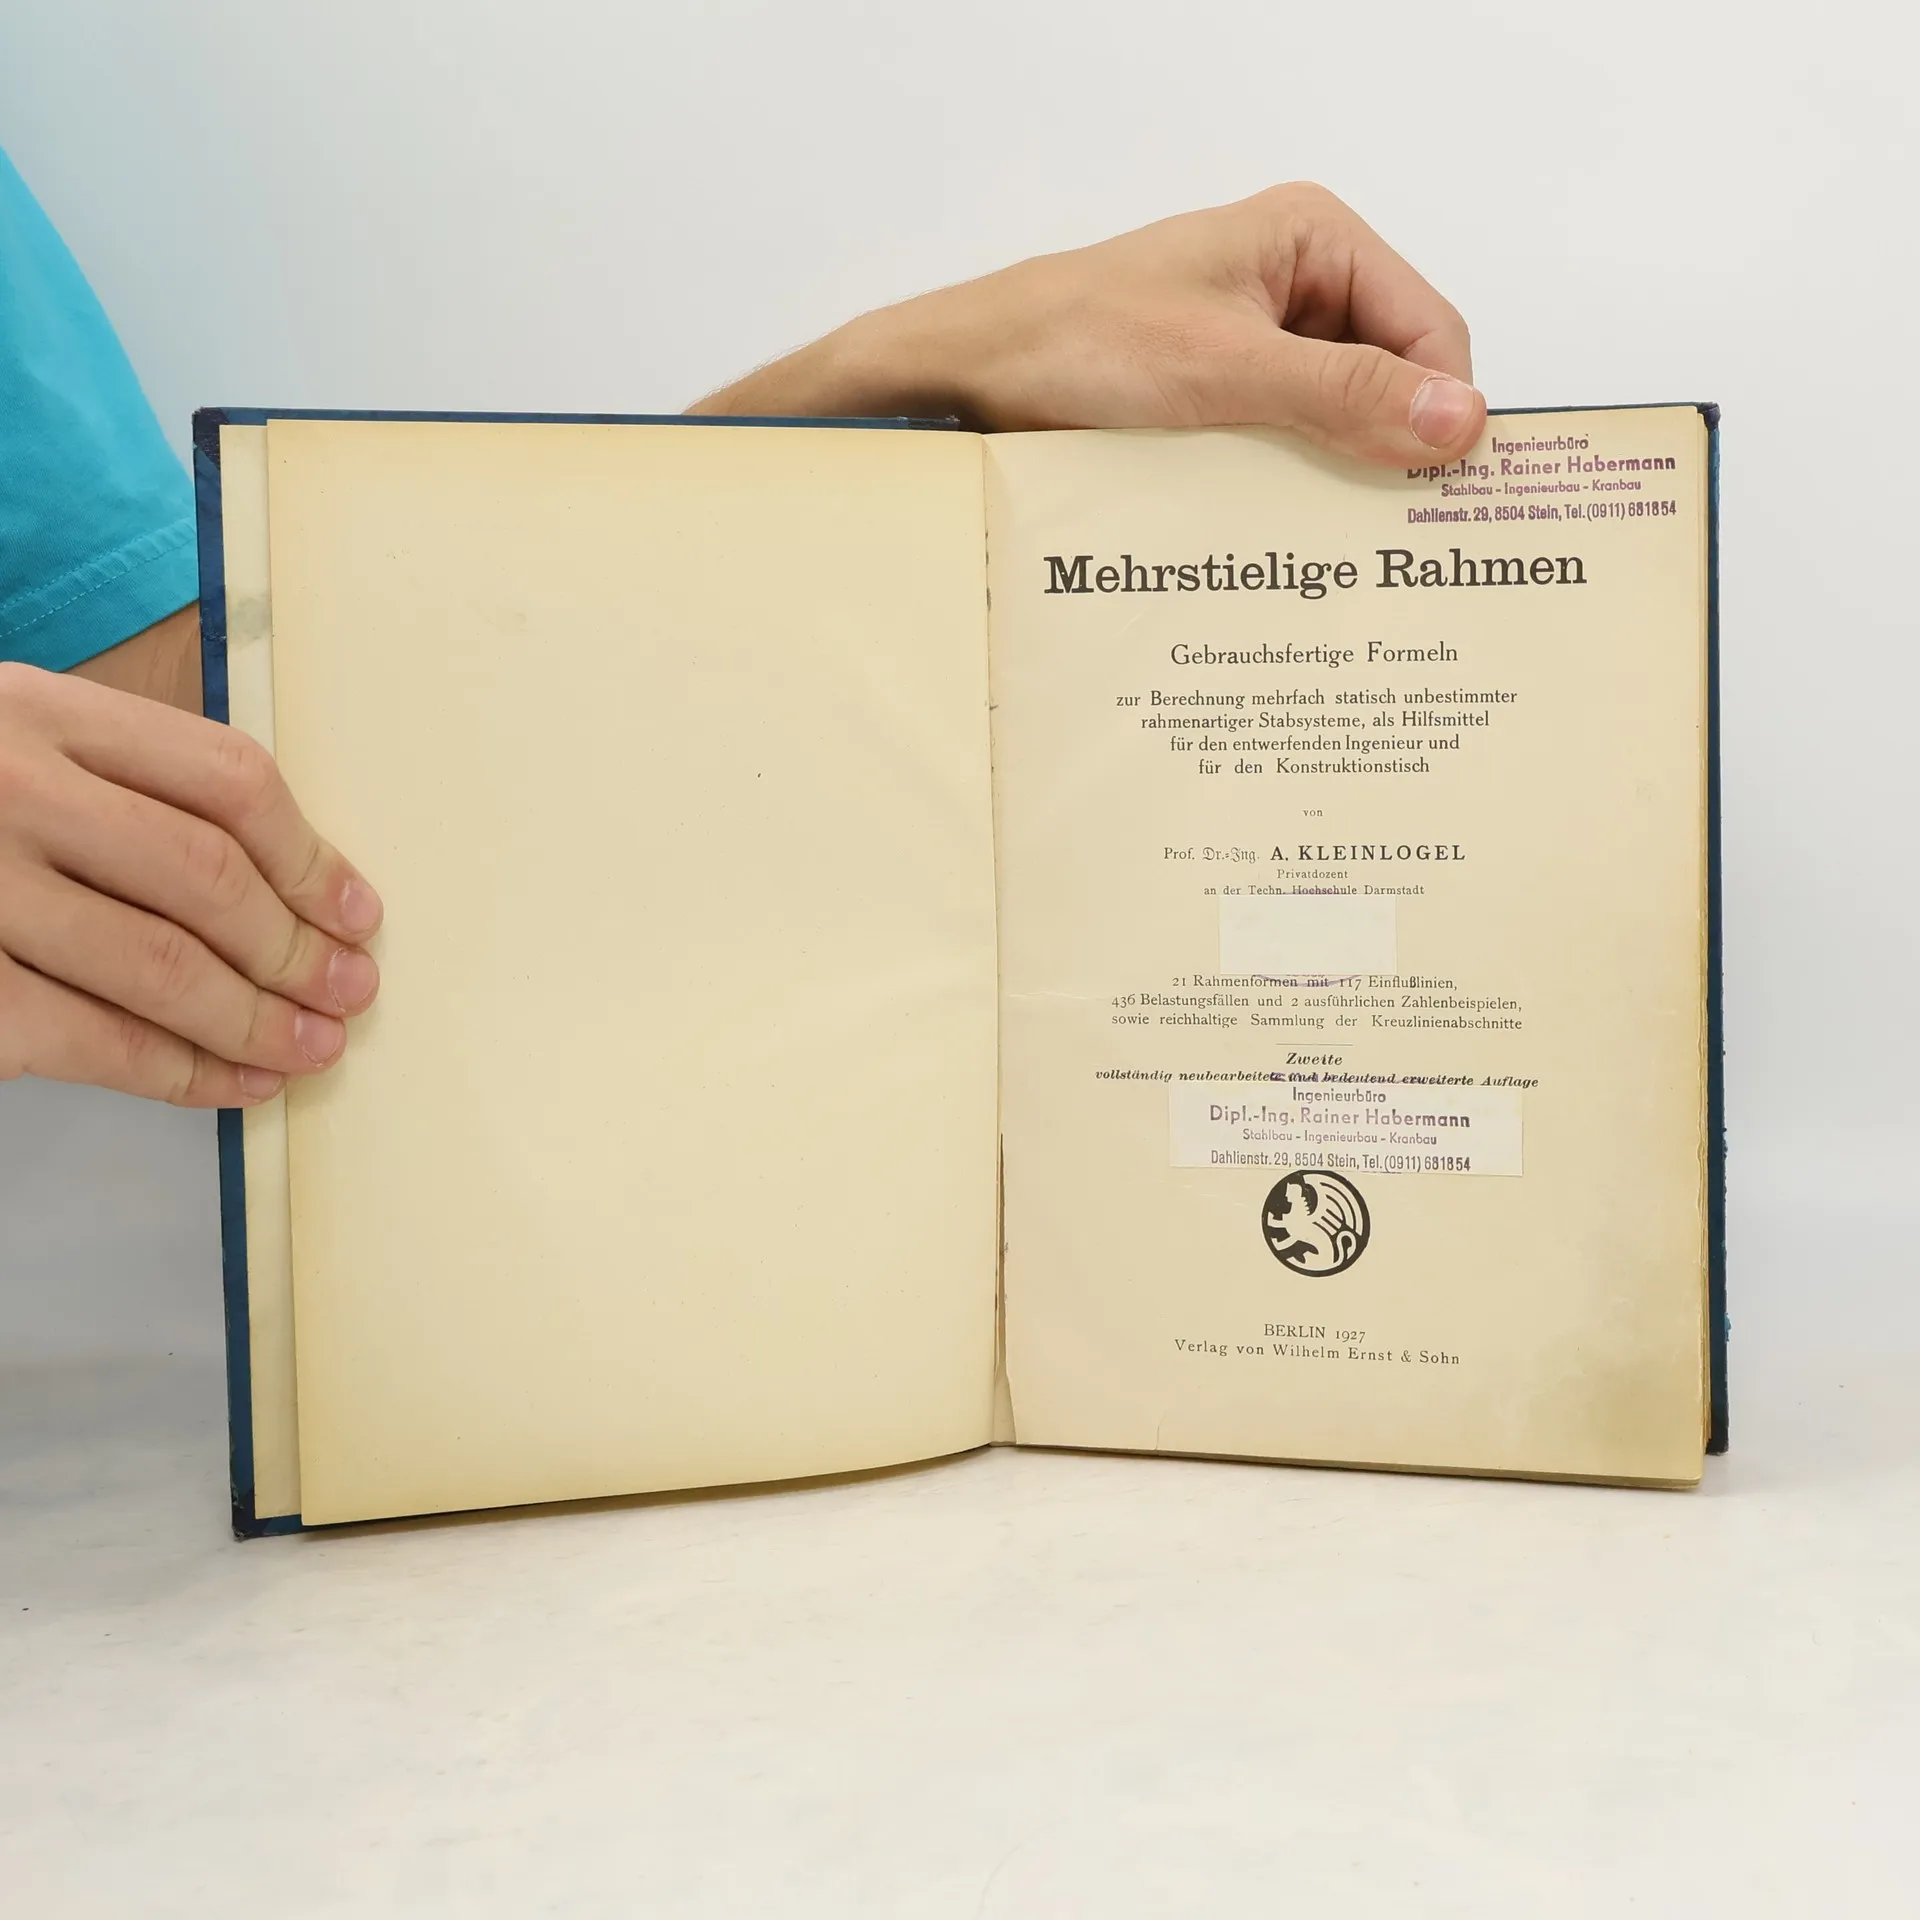 Ingenieurbüro
Dipl.-Ing. Rainer Habermann
Stahlbau - Ingenieurbau - Kranbau
Dahlienstr. 29, 8504 Stein, Tel. (0911) 681854
Mehrstielige Rahmen
Gebrauchsfertige Formeln
zur Berechnung mehrfach statisch unbestimmter
rahmenartiger Stabsysteme, als Hilfsmittel
für den entwerfenden Ingenieur und
für den Konstruktionstisch
von
Prof. Dr.-Ing. A. KLEINLOGEL
Privatdozent
an der Techn. Hochschule Darmstadt
21 Rahmenformen mit 117 Einflußlinien,
436 Belastungsfällen und 2 ausführlichen Zahlenbeispielen,
sowie reichhaltige Sammlung der Kreuzlinienabschnitte
Zweite
vollständig neubearbeitete und bedeutend erweiterte Auflage
Ingenieurbüro
Dipl.-Ing. Rainer Habermann
Stahlbau - Ingenieurbau - Kranbau
Dahlienstr. 29, 8504 Stein, Tel. (0911) 681854
BERLIN 1927
Verlag von Wilhelm Ernst & Sohn